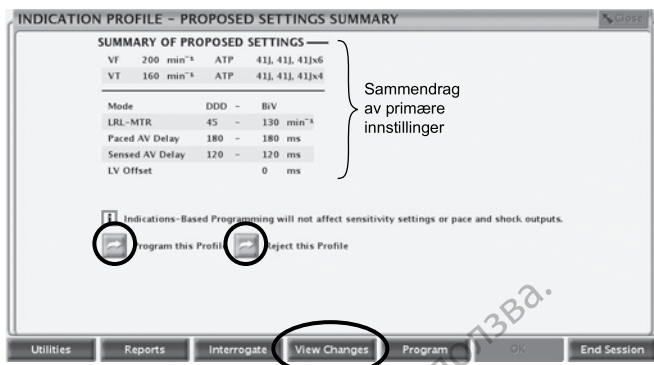 INDICATION PROFILE - PROPOSED SETTINGS SUMMARY Close
SUMMARY OF PROPOSED SETTINGS
VF 200 min⁻¹ ATP 41J, 41J, 41Jx6
VT 160 min⁻¹ ATP 41J, 41J, 41Jx4
Mode DDD - BiV
LRL-MTR 45 - 130 min⁻¹
Paced AV Delay 180 - 180 ms
Sensed AV Delay 120 - 120 ms
LV Offset 0 ms
Sammendrag
av primære
innstillinger
i Indications-Based Programming will not affect sensitivity settings or pace and shock outputs.
Program this Profile Reject this Profile
Utilities Reports Interrogate View Changes Program OK End Session